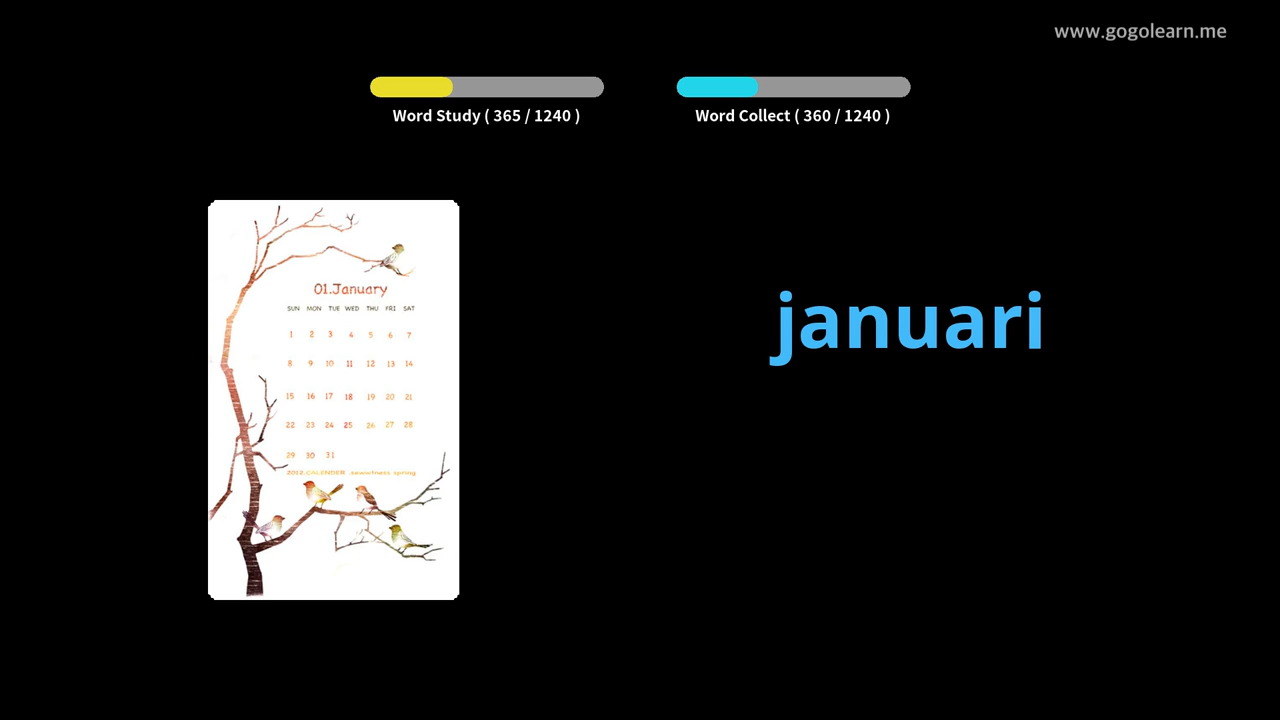 www.gogolearn.me
Word Study ( 365 / 1240 )
Word Collect ( 360 / 1240 )
01.January
SUN MON TUE WED THU FRI SAT
1 2 3 4 5 6 7
8 9 10 11 12 13 14
15 16 17 18 19 20 21
22 23 24 25 26 27 28
29 30 31
CALENDER spring
januari